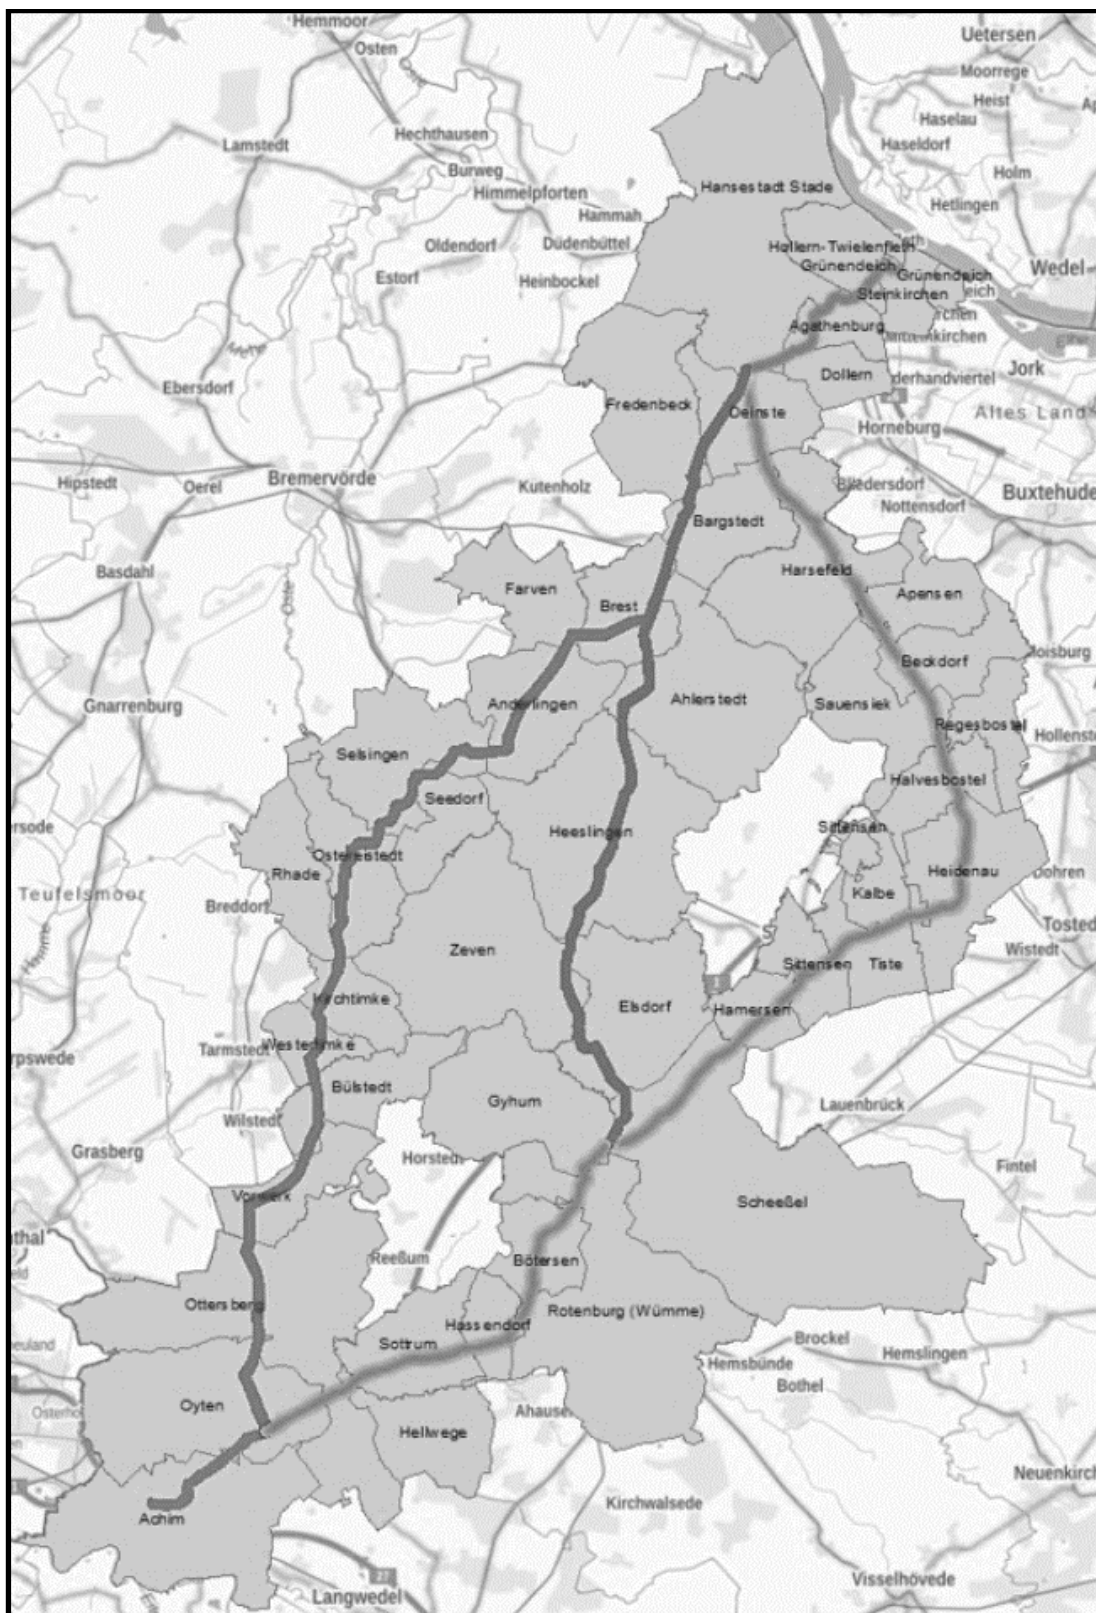 Hemmoor
Osten
Uetersen
Moorrege
Heist
Haselau
Haseldorf
Lamstedt
Hechthausen
Burweg
Himmelpforten
Hammah
Holm
Hetlingen
Hansestadt Stade
Oldendorf
Düdenbüttel
Estorf
Heinbockel
Hollern-Twielenfleth
Grünendeich
Grünendeich
Steinkirchen
Wedel
Agathenburg
Jork
Ebersdorf
Dollern
Fredenbeck
Deinste
Altes Land
Horneburg
Bremervörde
Hipstedt
Oerel
Kutenholz
Bliedersdorf
Nottensdorf
Buxtehude
Bargstedt
Basdahl
Oste
Farven
Brest
Harsefeld
Apensen
Beckdorf
Gnarrenburg
Anderlingen
Ahlerstedt
Sauensiek
Regesbostel
Selsingen
Seedorf
Halvesbostel
Heeslingen
Sittensen
Ostereistedt
Rhade
Teufelsmoor
Breddorf
Kalbe
Heidenau
Zeven
Wistedt
Kirchtimke
Elsdorf
Sittensen
Tiste
Hamersen
Westertimke
Tarmstedt
Bülstedt
Gyhum
Lauenbrück
Wilstedt
Grasberg
Horstedt
Fintel
Vorwerk
Scheeßel
Reeßum
Bötersen
Ottersberg
Hassendorf
Rotenburg (Wümme)
Sottrum
Brockel
Hemslingen
Hemsbünde
Bothel
Oyten
Hellwege
Achim
Kirchwalsede
27
Langwedel
Visselhövede